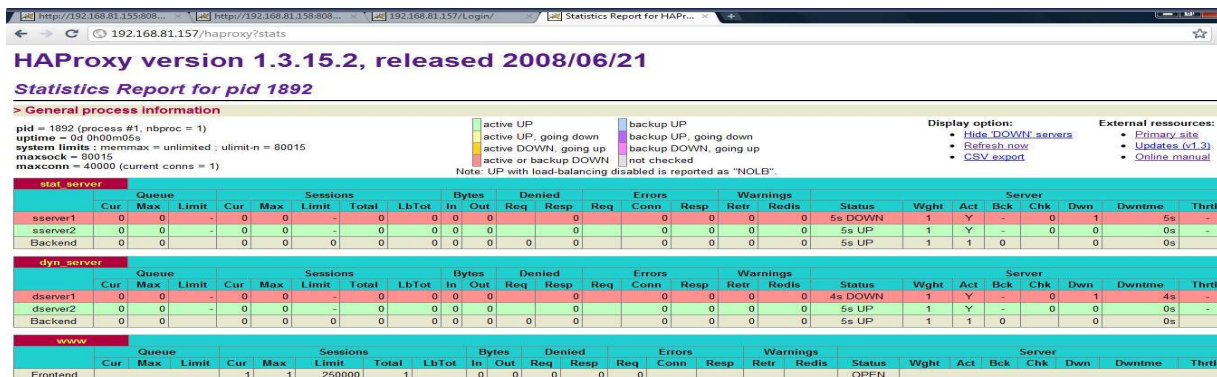 http://192.168.81.155:808...
http://192.168.81.158:808...
192.168.81.157/Login/
Statistics Report for HAPr...
192.168.81.157/haproxy?stats
HAProxy version 1.3.15.2, released 2008/06/21
Statistics Report for pid 1892
> General process information
pid = 1892 (process #1, nbproc = 1)
uptime = 0d 0h00m05s
system limits : memmax = unlimited ; ulimit-n = 80015
maxsock = 80015
maxconn = 40000 (current conns = 1)
active UP backup UP
active UP, going down backup UP, going down
active DOWN, going up backup DOWN, going up
active or backup DOWN not checked
Note: UP with load-balancing disabled is reported as "NOLB".
Display option:
• Hide 'DOWN' servers
• Refresh now
• CSV export
External ressources:
• Primary site
• Updates (v1.3)
• Online manual
stat_server
Queue Sessions Bytes Denied Errors Warnings Server
Cur Max Limit Cur Max Limit Total LbTot In Out Req Resp Req Conn Resp Retr Redis Status Wght Act Bck Chk Dwn Dwntme Thrtl
sserver1 0 0 - 0 0 - 0 0 0 0 0 0 0 0 0 5s DOWN 1 Y - 0 1 5s -
sserver2 0 0 - 0 0 - 0 0 0 0 0 0 0 0 0 5s UP 1 Y - 0 0 0s -
Backend 0 0 0 0 0 0 0 0 0 0 0 0 0 0 0 5s UP 1 1 0 0 0s
dyn_server
Queue Sessions Bytes Denied Errors Warnings Server
Cur Max Limit Cur Max Limit Total LbTot In Out Req Resp Req Conn Resp Retr Redis Status Wght Act Bck Chk Dwn Dwntme Thrtl
dserver1 0 0 - 0 0 - 0 0 0 0 0 0 0 0 0 4s DOWN 1 Y - 0 1 4s -
dserver2 0 0 - 0 0 - 0 0 0 0 0 0 0 0 0 5s UP 1 Y - 0 0 0s -
Backend 0 0 0 0 0 0 0 0 0 0 0 0 0 0 0 5s UP 1 1 0 0 0s
www
Queue Sessions Bytes Denied Errors Warnings Server
Cur Max Limit Cur Max Limit Total LbTot In Out Req Resp Req Conn Resp Retr Redis Status Wght Act Bck Chk Dwn Dwntme Thrtl
Frontend 1 1 250000 1 0 0 0 0 0 OPEN